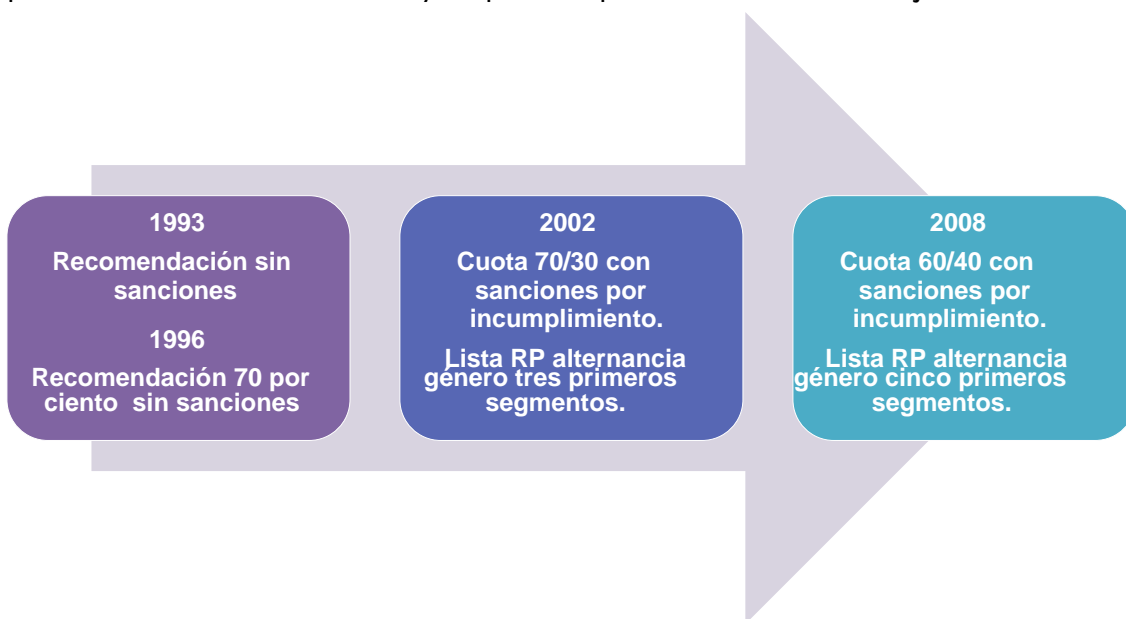 1993
Recomendación sin
sanciones
1996
Recomendación 70 por
ciento sin sanciones
2002
Cuota 70/30 con
sanciones por
incumplimiento.
Lista RP alternancia
género tres primeros
segmentos.
2008
Cuota 60/40 con
sanciones por
incumplimiento.
Lista RP alternancia
género cinco primeros
segmentos.